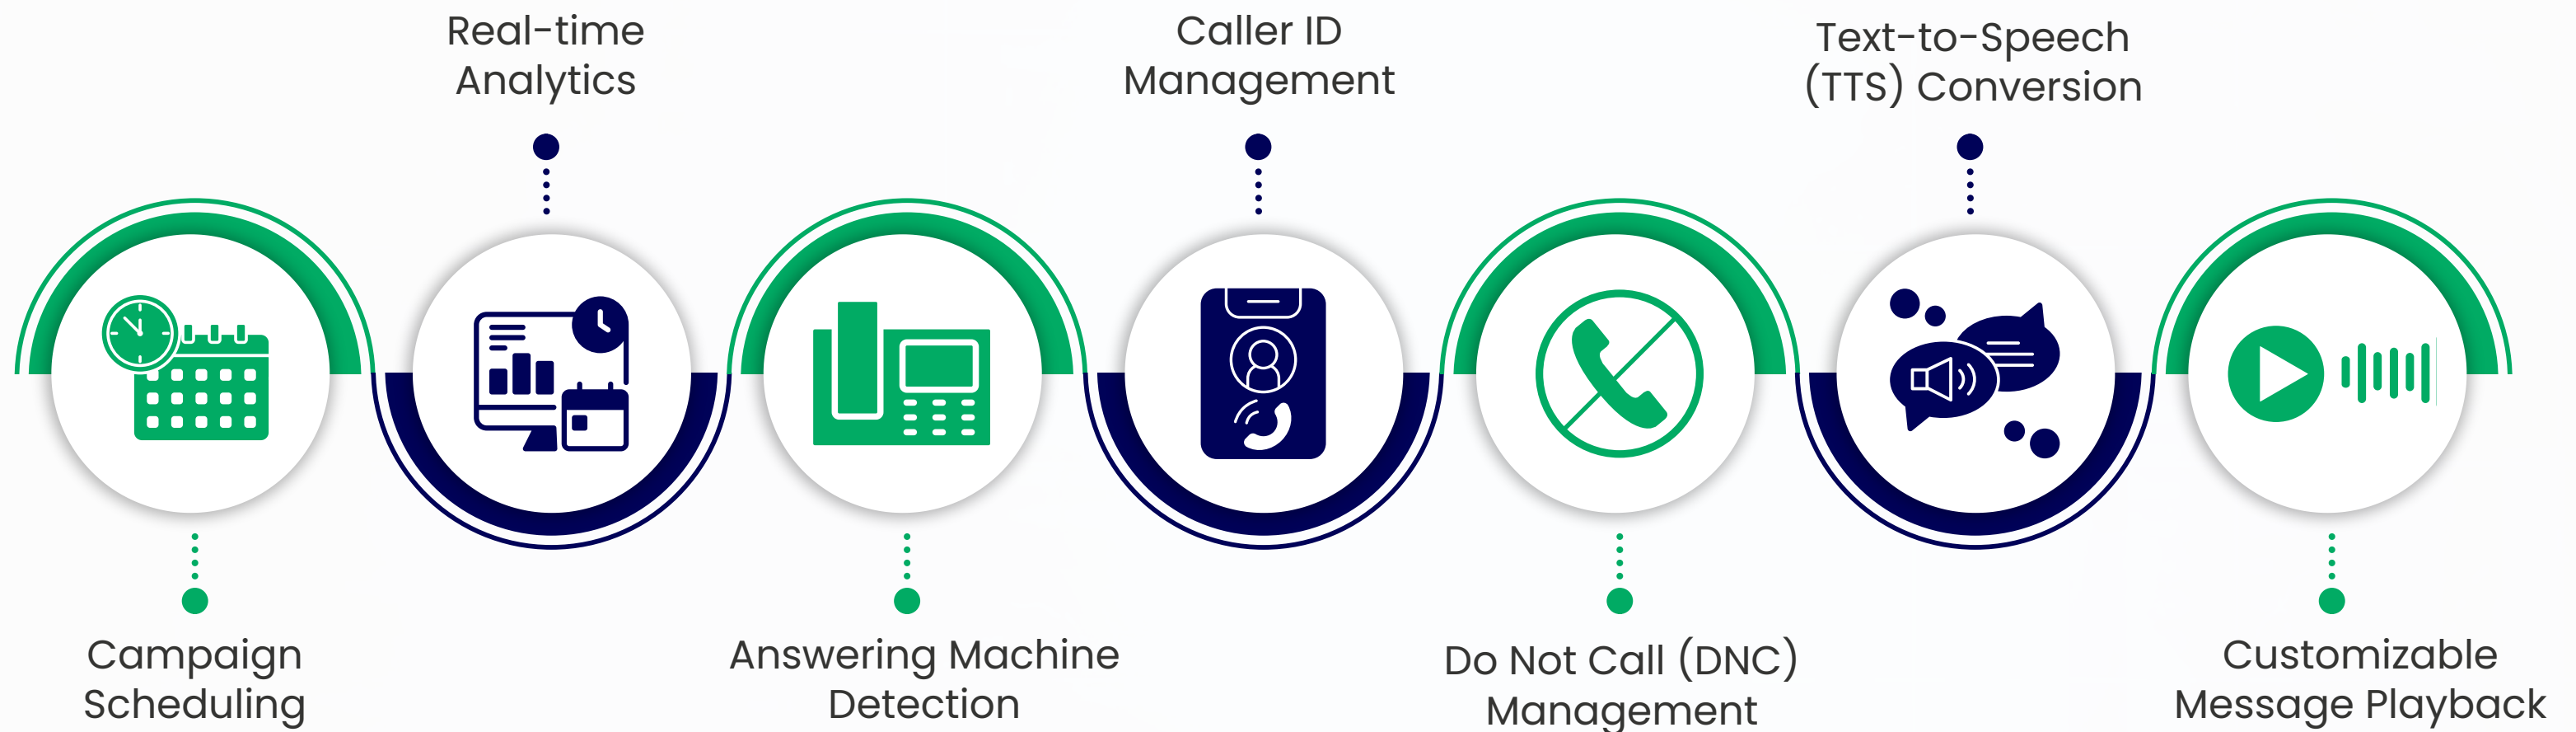 Real-time
Analytics
Caller ID
Management
Text-to-Speech
(TTS) Conversion
Campaign
Scheduling
Answering Machine
Detection
Do Not Call (DNC)
Management
Customizable
Message Playback